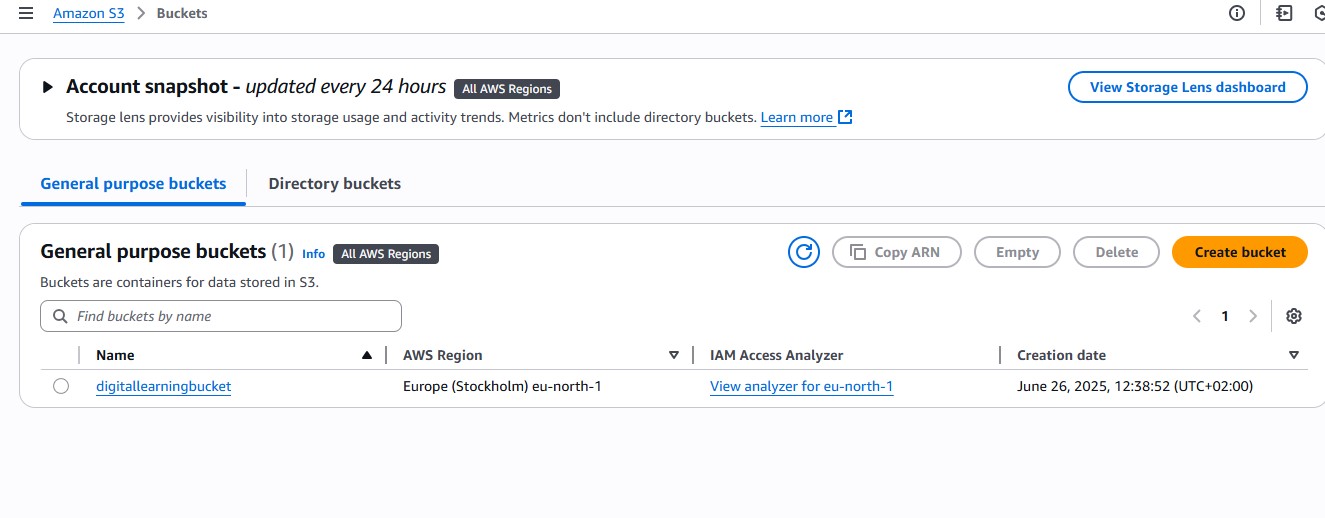 Amazon S3 > Buckets
Account snapshot - updated every 24 hours All AWS Regions
View Storage Lens dashboard
Storage lens provides visibility into storage usage and activity trends. Metrics don't include directory buckets. Learn more
General purpose buckets
Directory buckets
General purpose buckets (1) Info All AWS Regions
Copy ARN
Empty
Delete
Create bucket
Buckets are containers for data stored in S3.
Find buckets by name
1
Name AWS Region IAM Access Analyzer Creation date
digitallearningbucket Europe (Stockholm) eu-north-1 View analyzer for eu-north-1 June 26, 2025, 12:38:52 (UTC+02:00)